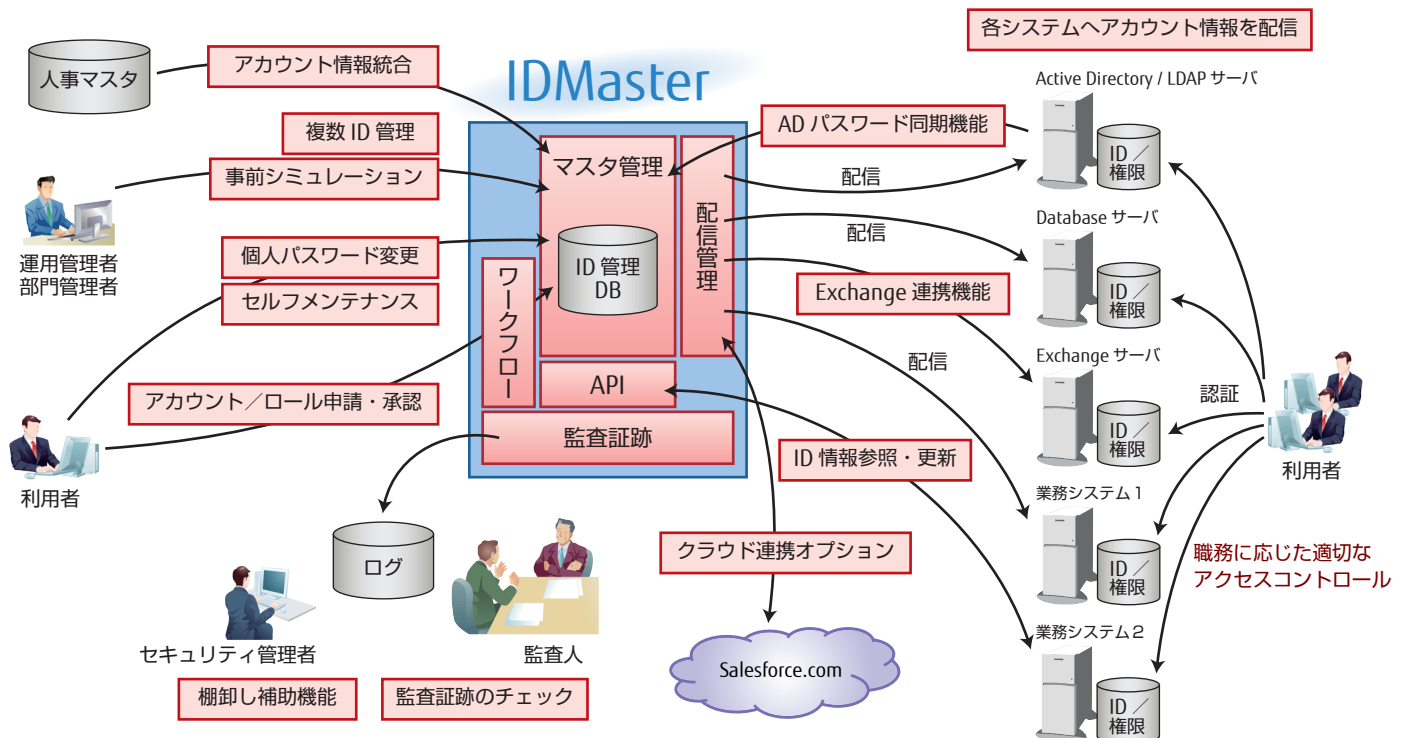 各システムへアカウント情報を配信
人事マスタ
アカウント情報統合
IDMaster
Active Directory / LDAP サーバ
複数 ID 管理
AD パスワード同期機能
マスタ管理
事前シミュレーション
配信
ID／
権限
運用管理者
部門管理者
個人パスワード変更
セルフメンテナンス
ワークフロー
ID 管理
DB
配信管理
Database サーバ
配信
ID／
権限
Exchange 連携機能
Exchange サーバ
配信
API
ID／
権限
認証
利用者
アカウント／ロール申請・承認
監査証跡
ID 情報参照・更新
利用者
業務システム1
ログ
クラウド連携オプション
ID／
権限
職務に応じた適切な
アクセスコントロール
業務システム2
セキュリティ管理者
監査人
Salesforce.com
棚卸し補助機能
監査証跡のチェック
ID／
権限